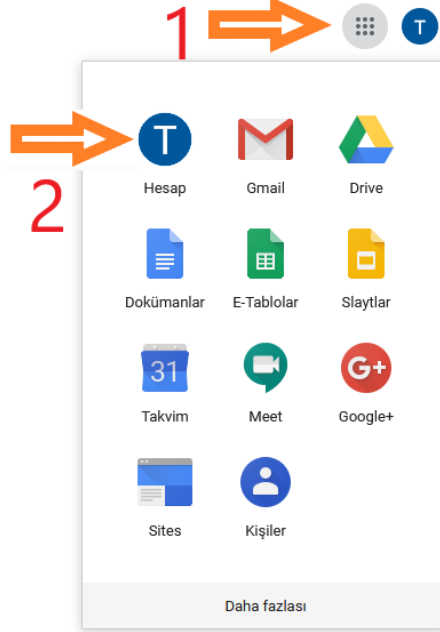 1
T
2
T
Hesap
Gmail
Drive
Dokümanlar
E-Tablolar
Slaytlar
31
G+
Takvim
Meet
Google+
Sites
Kişiler
Daha fazlası